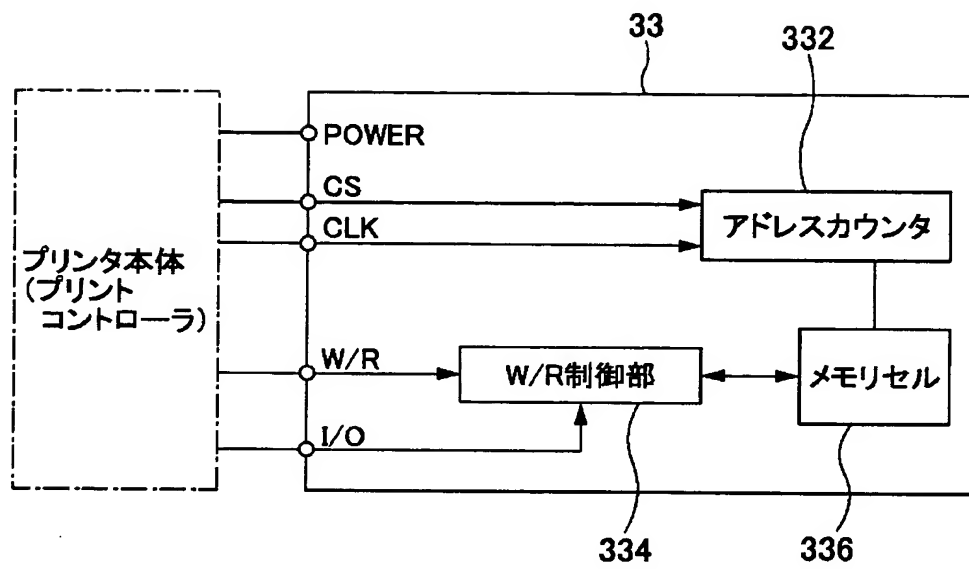 33
332
POWER
CS
CLK
アドレスカウンタ
プリンタ本体
(プリント
コントローラ)
W/R
W/R制御部
メモリセル
I/O
334
336